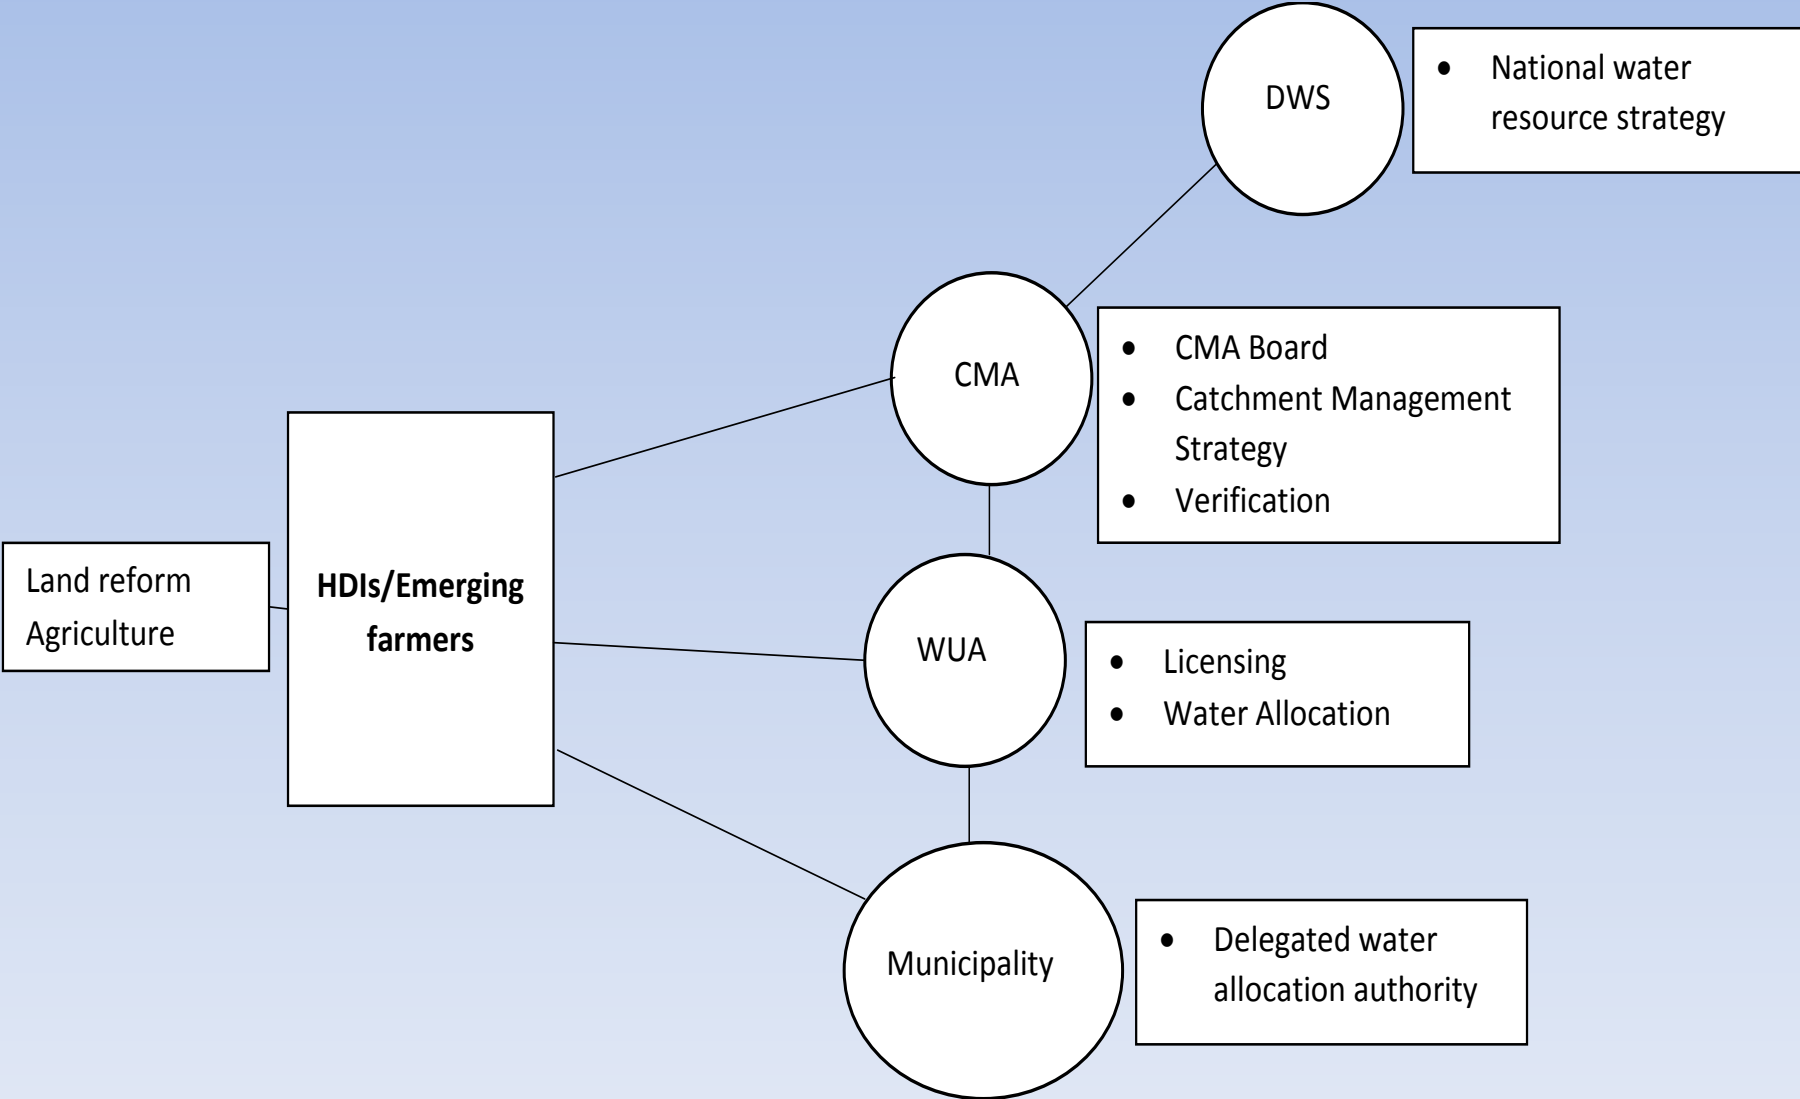 DWS
• National water
resource strategy
CMA
• CMA Board
• Catchment Management
Strategy
• Verification
Land reform
Agriculture
HDIs/Emerging
farmers
WUA
• Licensing
• Water Allocation
Municipality
• Delegated water
allocation authority